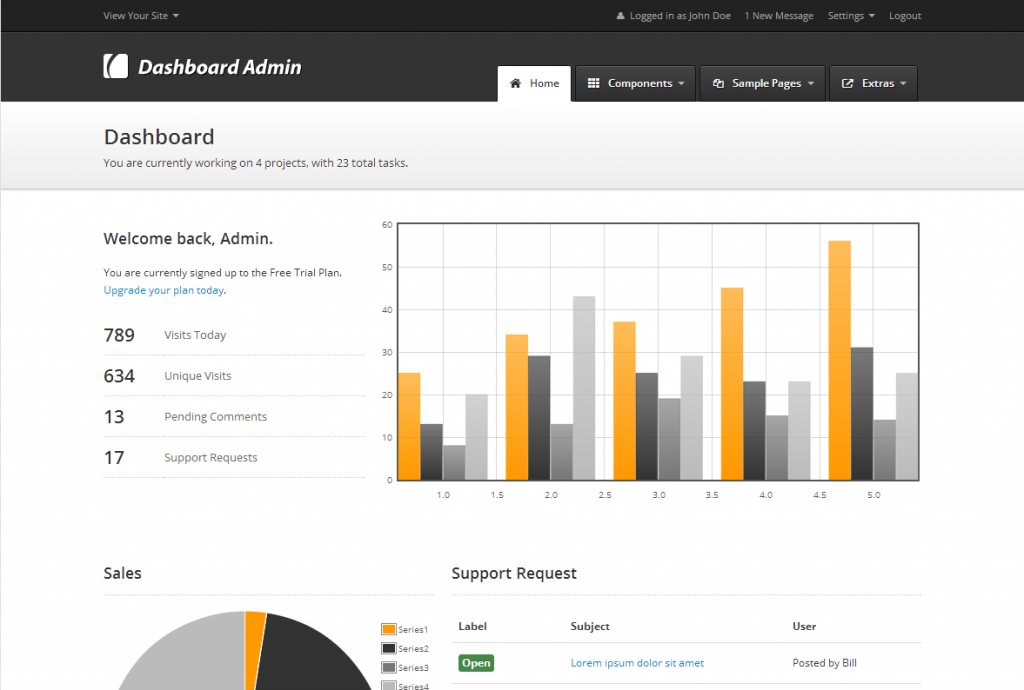 View Your Site
Logged in as John Doe
1 New Message
Settings
Logout
Dashboard Admin
Home
Components
Sample Pages
Extras
Dashboard
You are currently working on 4 projects, with 23 total tasks.
Welcome back, Admin.
You are currently signed up to the Free Trial Plan.
Upgrade your plan today.
789 Visits Today
634 Unique Visits
13 Pending Comments
17 Support Requests
60
50
40
30
20
10
0
1.0 1.5 2.0 2.5 3.0 3.5 4.0 4.5 5.0
Sales
Series1
Series2
Series3
Series4
Support Request
Label Subject User
Open Lorem ipsum dolor sit amet Posted by Bill